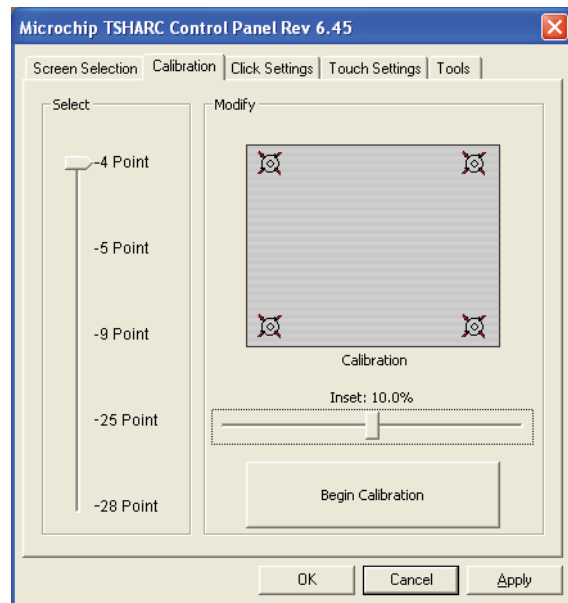 Microchip TSHARC Control Panel Rev 6.45
Screen Selection Calibration Click Settings Touch Settings Tools
Select
-4 Point
-5 Point
-9 Point
-25 Point
-28 Point
Modify
Calibration
Inset: 10.0%
Begin Calibration
OK Cancel Apply